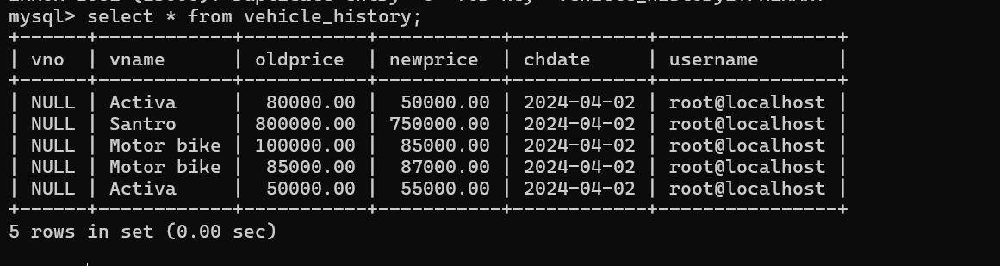 mysql> select * from vehicle_history;
+------+------------+-----------+-----------+------------+----------------+
| vno  | vname      | oldprice  | newprice  | chdate     | username       |
+------+------------+-----------+-----------+------------+----------------+
| NULL | Activa     |  80000.00 |  50000.00 | 2024-04-02 | root@localhost |
| NULL | Santro     | 800000.00 | 750000.00 | 2024-04-02 | root@localhost |
| NULL | Motor bike | 100000.00 |  85000.00 | 2024-04-02 | root@localhost |
| NULL | Motor bike |  85000.00 |  87000.00 | 2024-04-02 | root@localhost |
| NULL | Activa     |  50000.00 |  55000.00 | 2024-04-02 | root@localhost |
+------+------------+-----------+-----------+------------+----------------+
5 rows in set (0.00 sec)